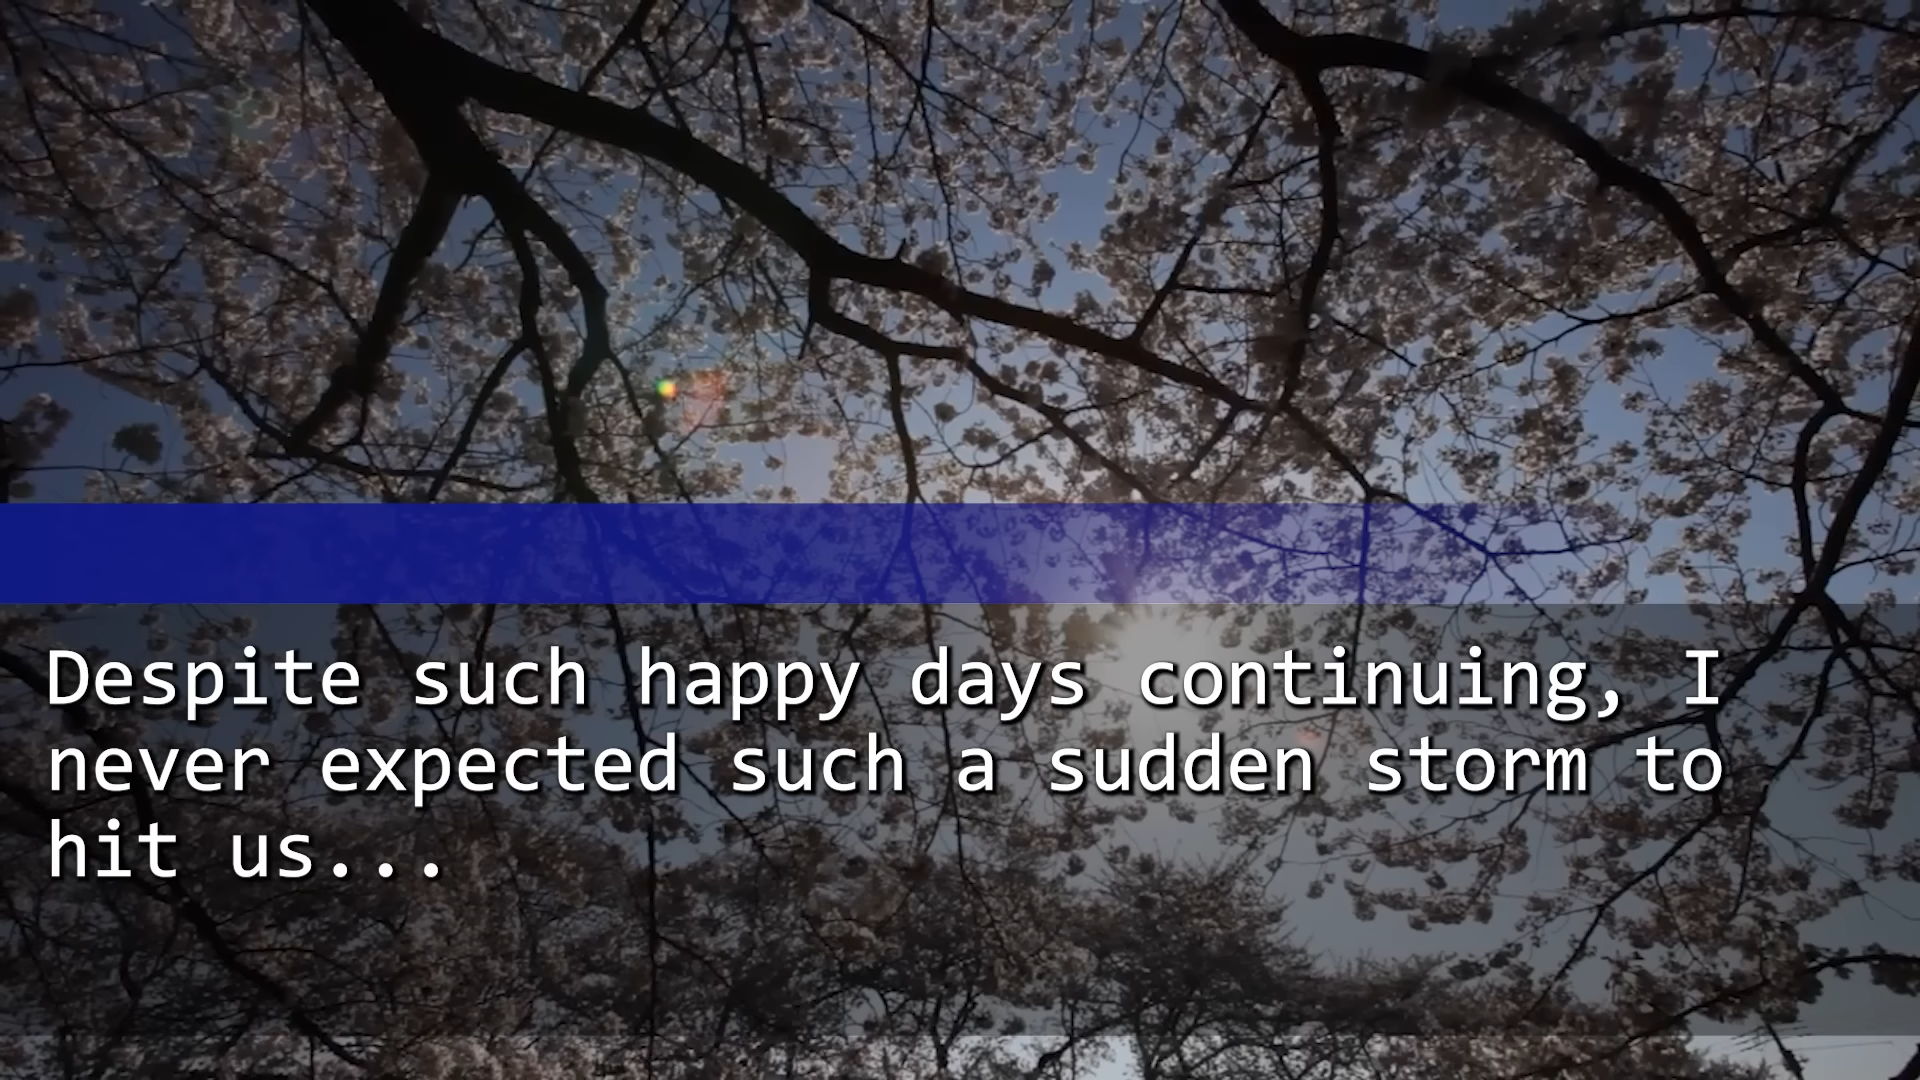 Despite such happy days continuing, I
never expected such a sudden storm to
hit us...